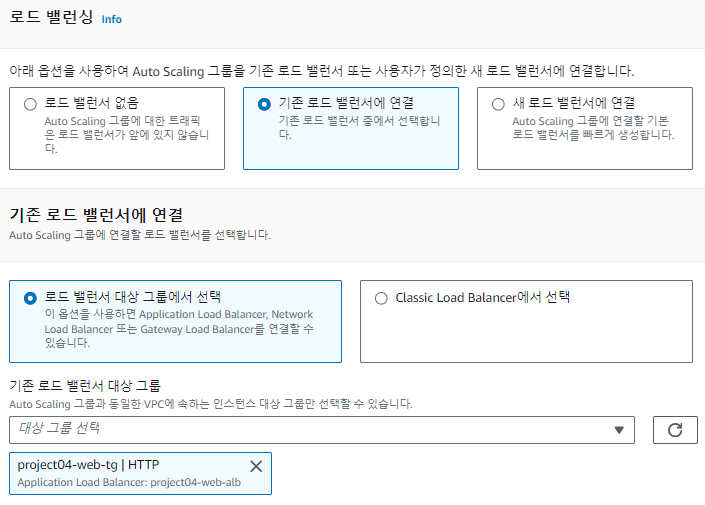 로드 밸런싱 Info
아래 옵션을 사용하여 Auto Scaling 그룹을 기존 로드 밸런서 또는 사용자가 정의한 새 로드 밸런서에 연결합니다.
로드 밸런서 없음
Auto Scaling 그룹에 대한 트래픽
은 로드 밸런서가 앞에 있지 않습니
다.
기존 로드 밸런서에 연결
기존 로드 밸런서 중에서 선택합니
다.
새 로드 밸런서에 연결
Auto Scaling 그룹에 연결할 기본
로드 밸런서를 빠르게 생성합니다.
기존 로드 밸런서에 연결
Auto Scaling 그룹에 연결할 로드 밸런서를 선택합니다.
로드 밸런서 대상 그룹에서 선택
이 옵션을 사용하면 Application Load Balancer, Network
Load Balancer 또는 Gateway Load Balancer를 연결할 수
있습니다.
Classic Load Balancer에서 선택
기존 로드 밸런서 대상 그룹
Auto Scaling 그룹과 동일한 VPC에 속하는 인스턴스 대상 그룹만 선택할 수 있습니다.
대상 그룹 선택
project04-web-tg | HTTP
Application Load Balancer: project04-web-alb